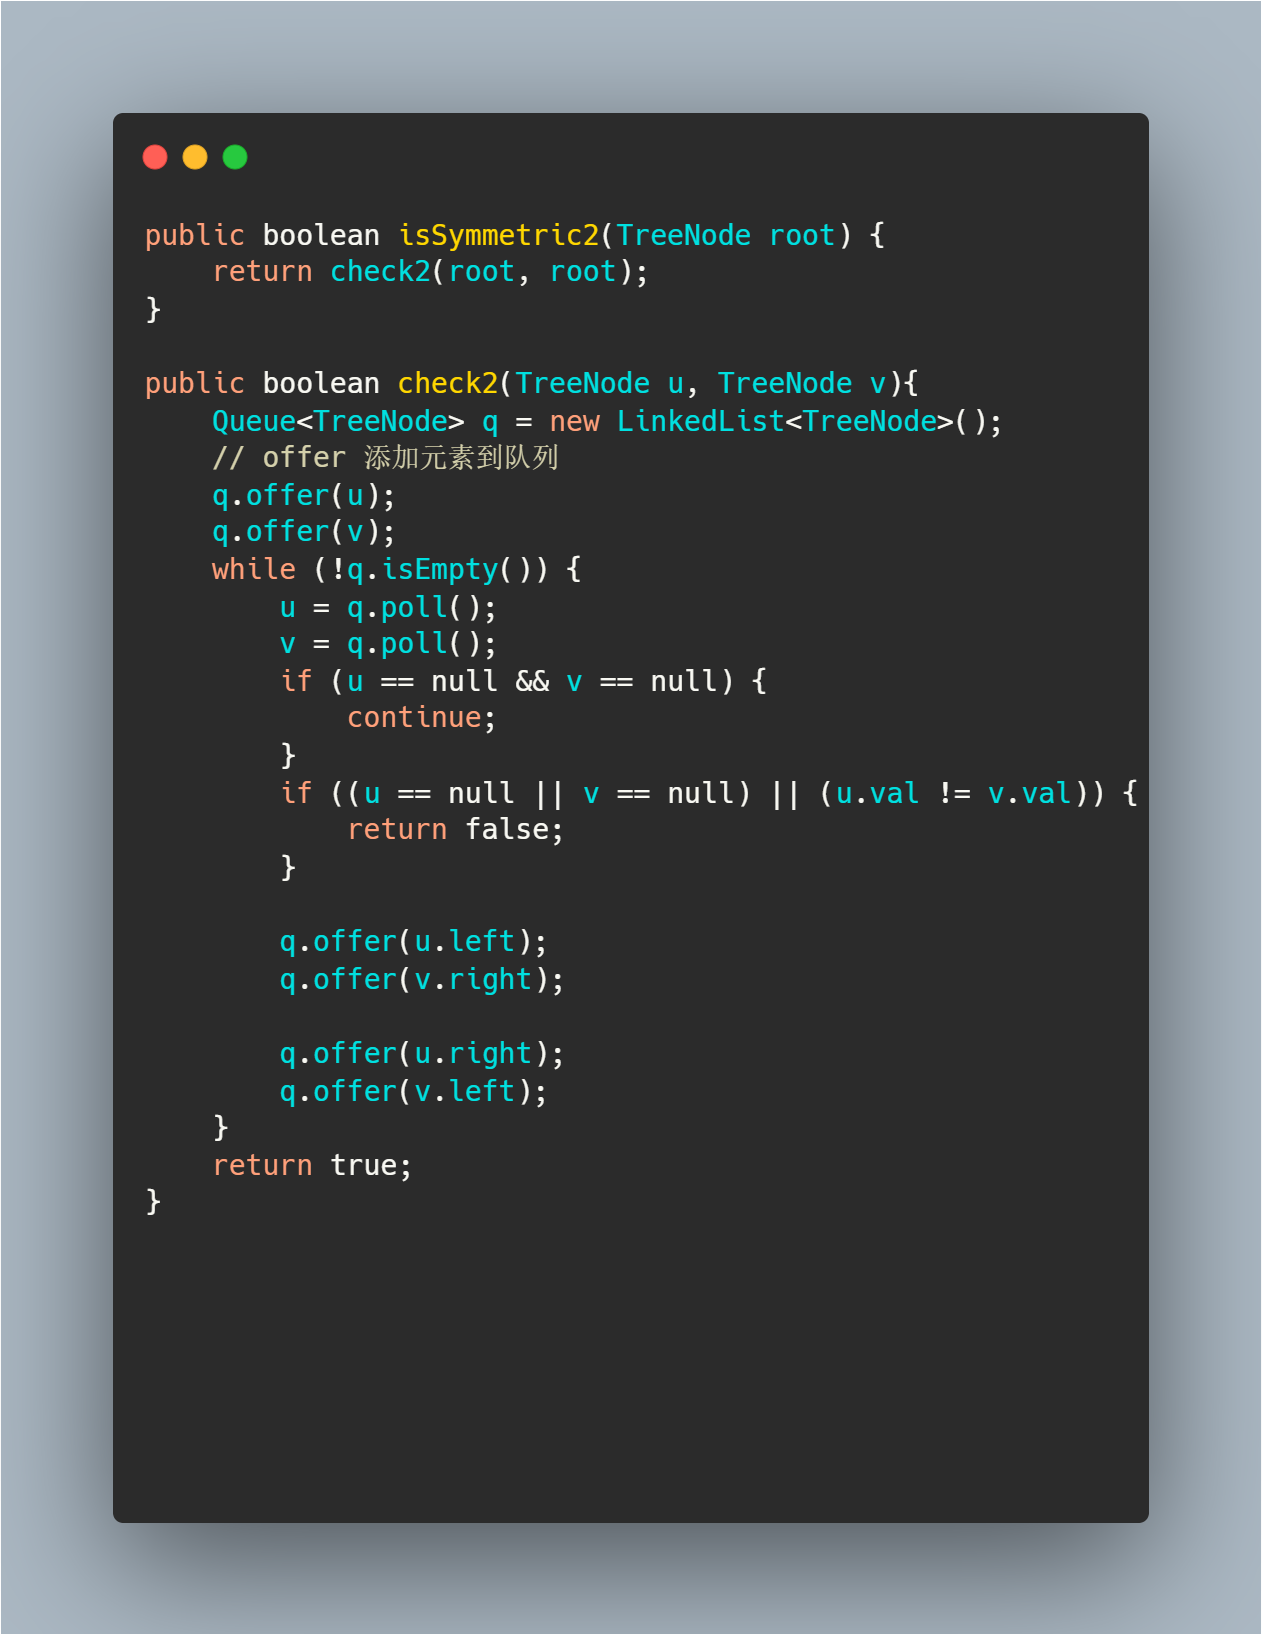 public boolean isSymmetric2(TreeNode root) {
    return check2(root, root);
}

public boolean check2(TreeNode u, TreeNode v){
    Queue<TreeNode> q = new LinkedList<TreeNode>();
    // offer 添加元素到队列
    q.offer(u);
    q.offer(v);
    while (!q.isEmpty()) {
        u = q.poll();
        v = q.poll();
        if (u == null && v == null) {
            continue;
        }
        if ((u == null || v == null) || (u.val != v.val)) {
            return false;
        }

        q.offer(u.left);
        q.offer(v.right);

        q.offer(u.right);
        q.offer(v.left);
    }
    return true;
}